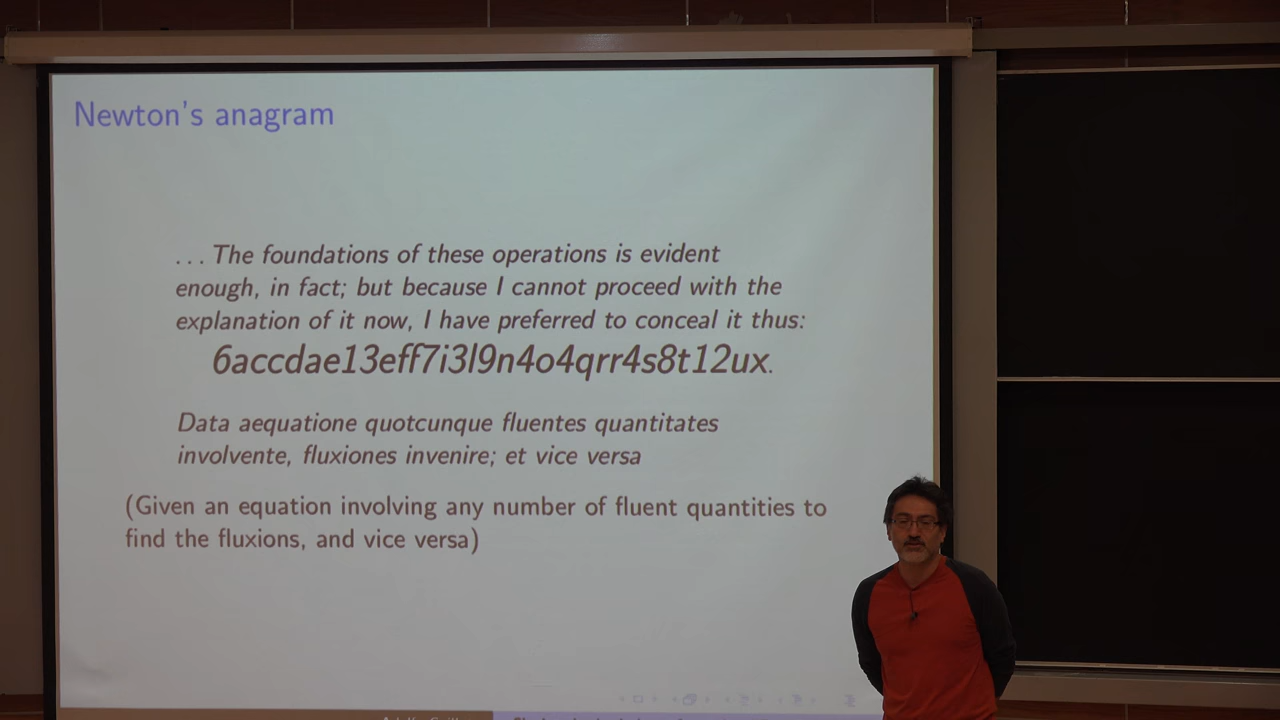 Newton's anagram
... The foundations of these operations is evident
enough, in fact; but because I cannot proceed with the
explanation of it now, I have preferred to conceal it thus:
6accdae13eff7i3l9n4o4qrr4s8t12ux.
Data aequatione quotcunque fluentes quantitates
involvente, fluxiones invenire; et vice versa
(Given an equation involving any number of fluent quantities to
find the fluxions, and vice versa)